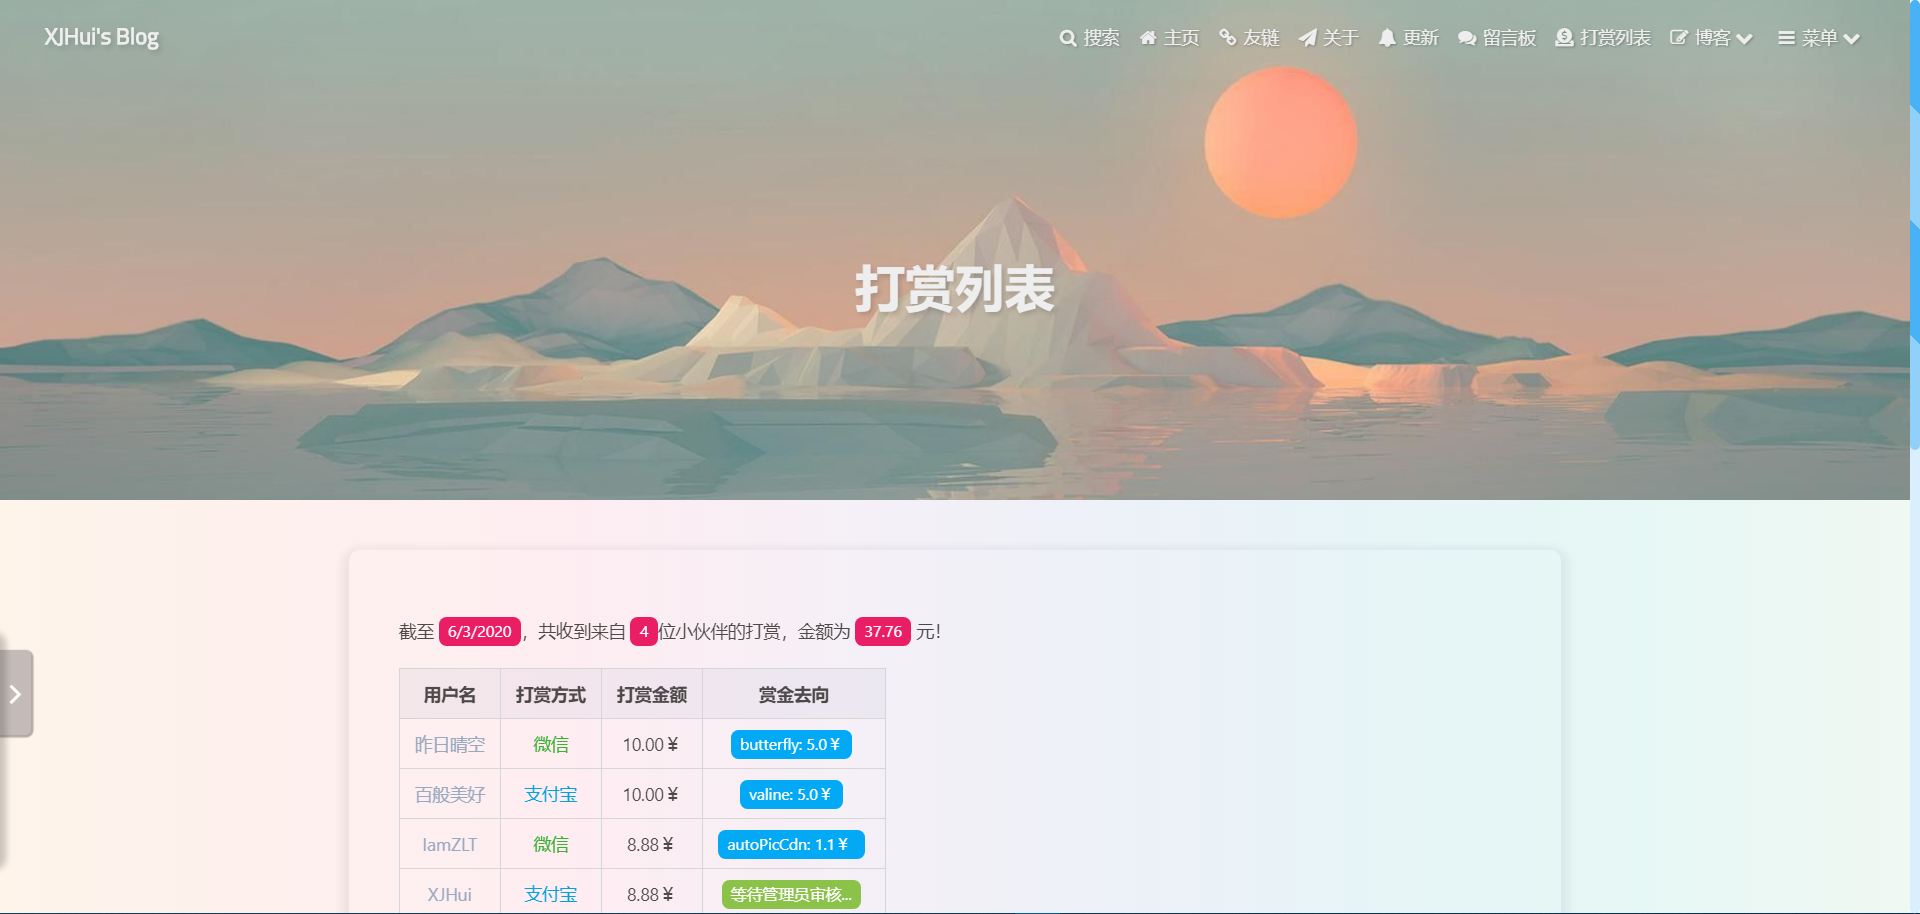 XJHui's Blog
搜索 主页 友链 关于 更新 留言板 打赏列表 博客 菜单
打赏列表
截至 6/3/2020，共收到来自 4位小伙伴的打赏，金额为 37.76 元！
用户名 打赏方式 打赏金额 赏金去向
昨日晴空 微信 10.00￥ butterfly: 5.0￥
百般美好 支付宝 10.00￥ valine: 5.0￥
IamZLT 微信 8.88￥ autoPicCdn: 1.1￥
XJHui 支付宝 8.88￥ 等待管理员审核...